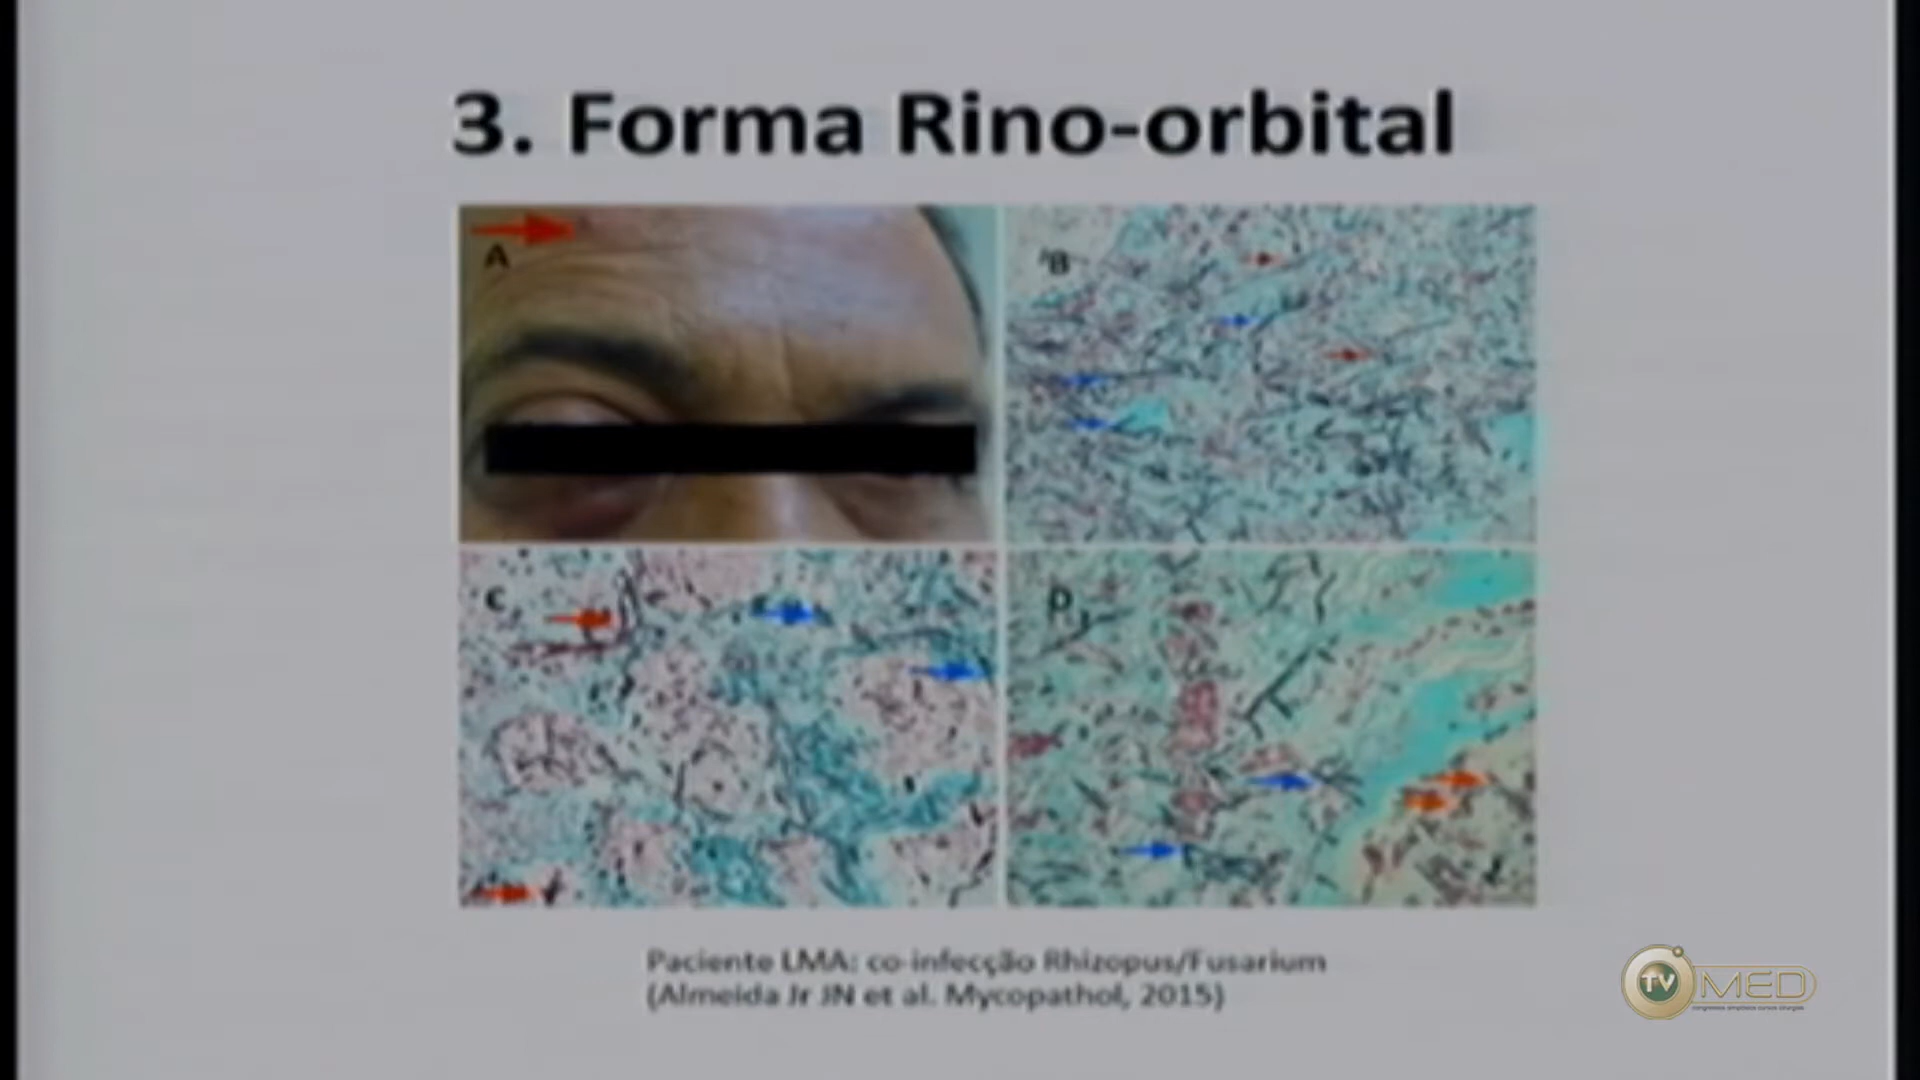 3. Forma Rino-orbital
A
B
C
D
Paciente LMA: co-infecção Rhizopus/Fusarium
(Almeida Jr JN et al. Mycopathol, 2015)
TV MED